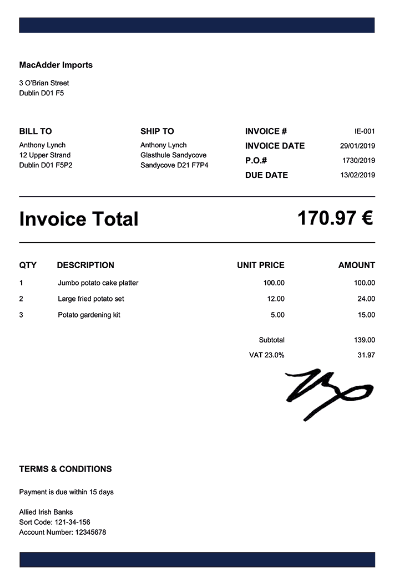 MacAdder Imports
3 O'Brian Street
Dublin D01 F5
BILL TO
Anthony Lynch
12 Upper Strand
Dublin D01 F5P2
SHIP TO
Anthony Lynch
Glasthule Sandycove
Sandycove D21 F7P4
INVOICE # IE-001
INVOICE DATE 29/01/2019
P.O.# 1730/2019
DUE DATE 13/02/2019
Invoice Total 170.97 €
QTY DESCRIPTION UNIT PRICE AMOUNT
1 Jumbo potato cake platter 100.00 100.00
2 Large fried potato set 12.00 24.00
3 Potato gardening kit 5.00 15.00
Subtotal 139.00
VAT 23.0% 31.97
TERMS & CONDITIONS
Payment is due within 15 days
Allied Irish Banks
Sort Code: 121-34-156
Account Number: 12345678